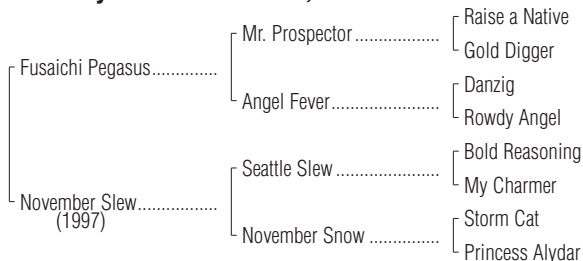 Raise a Native
Mr. Prospector ..................
Gold Digger
Fusaichi Pegasus..............
Danzig
Angel Fever.......................
Rowdy Angel
Bold Reasoning
Seattle Slew ......................
My Charmer
November Slew.................
(1997)
Storm Cat
November Snow ...............
Princess Alydar